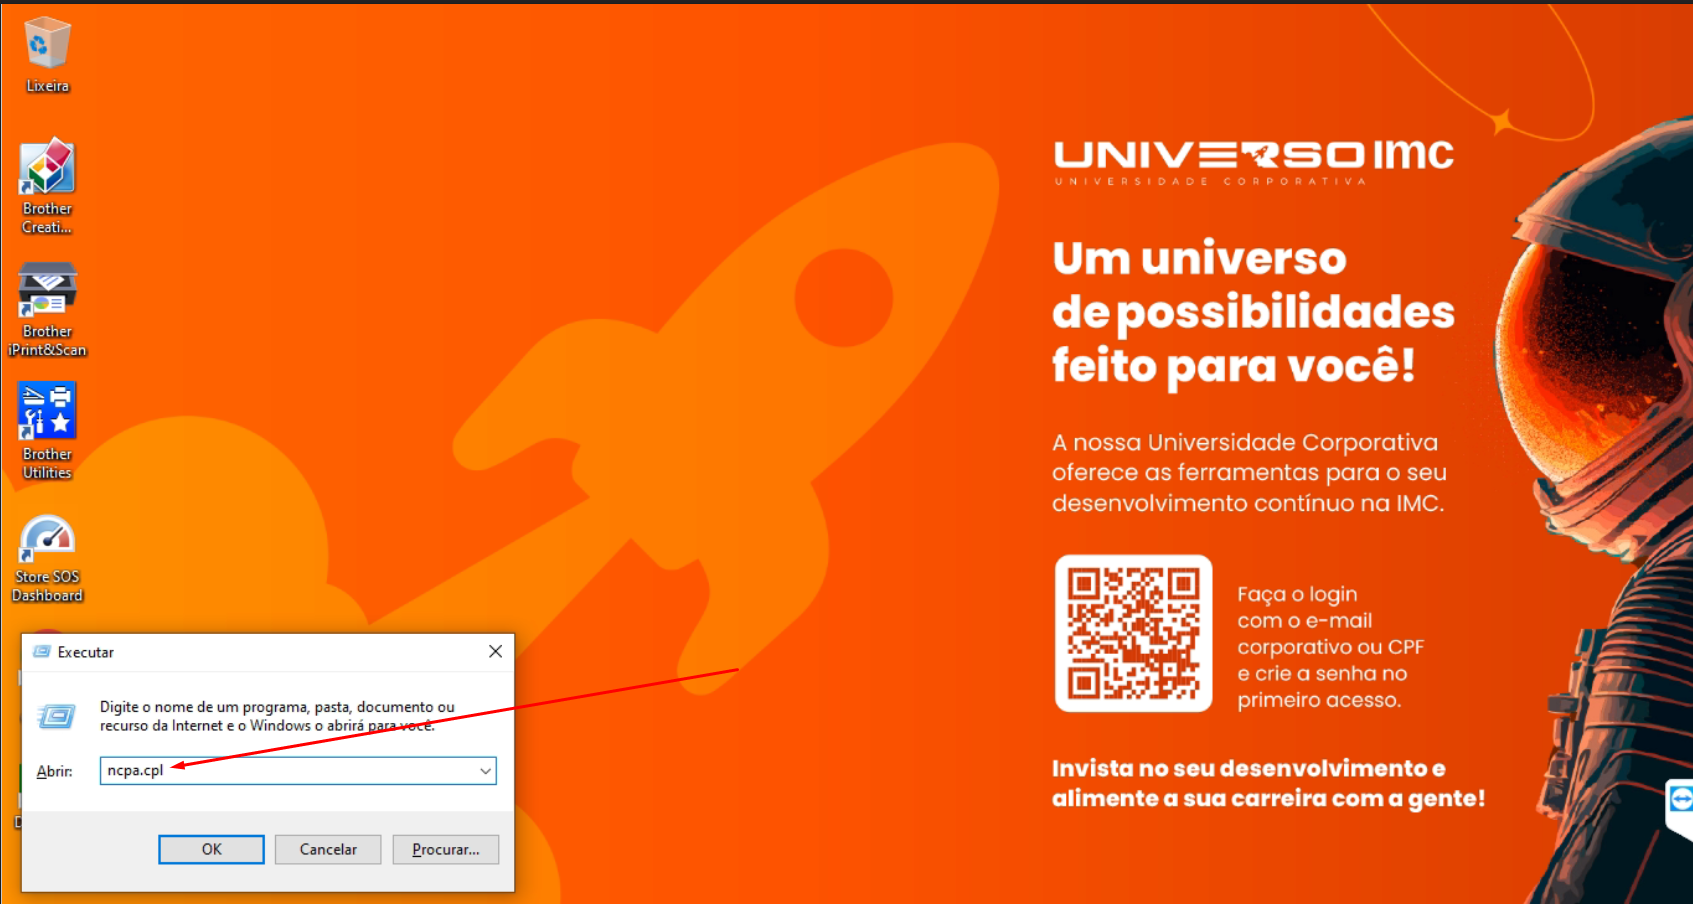 Lixeira
Brother
Creati...
Brother
iPrint&Scan
Brother
Utilities
Store SOS
Dashboard
UNIVERSO IMC
UNIVERSIDADE CORPORATIVA
Um universo
de possibilidades
feito para você!
A nossa Universidade Corporativa
oferece as ferramentas para o seu
desenvolvimento contínuo na IMC.
Faça o login
com o e-mail
corporativo ou CPF
e crie a senha no
primeiro acesso.
Invista no seu desenvolvimento e
alimente a sua carreira com a gente!
Executar
Digite o nome de um programa, pasta, documento ou
recurso da Internet e o Windows o abrirá para você.
Abrir:
ncpa.cpl
OK
Cancelar
Procurar...